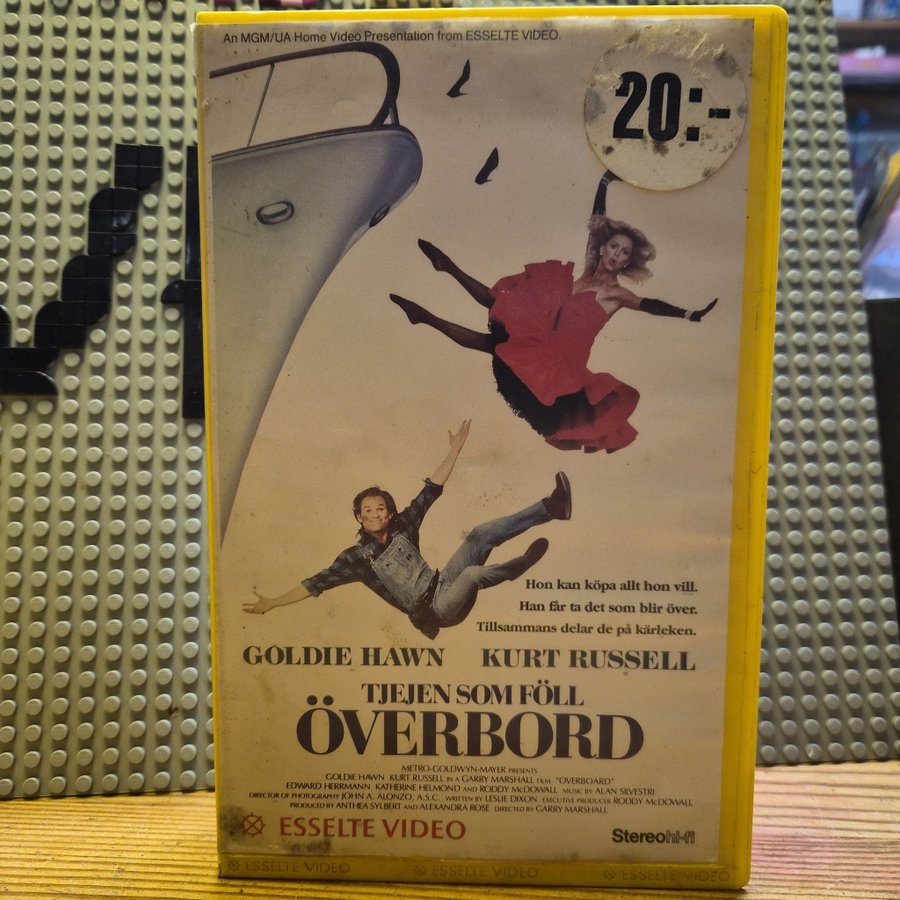 An MGM/UA Home Video Presentation from ESSELTE VIDEO.
20:-
Hon kan köpa allt hon vill.
Han får ta det som blir över.
Tillsammans delar de på kärleken.
GOLDIE HAWN KURT RUSSELL
TJEJEN SOM FÖLL
ÖVERBORD
METRO-GOLDWYN-MAYER PRESENTS
GOLDIE HAWN KURT RUSSELL IN A GARRY MARSHALL FILM "OVERBOARD"
EDWARD HERRMANN KATHERINE HELMOND AND RODDY McDOWALL MUSIC BY ALAN SILVESTRI
DIRECTOR OF PHOTOGRAPHY JOHN A. ALONZO, A.S.C. WRITTEN BY LESLIE DIXON EXECUTIVE PRODUCER RODDY McDOWALL
PRODUCED BY ANTHEA SYLBERT AND ALEXANDRA ROSE DIRECTED BY GARRY MARSHALL
ESSELTE VIDEO
Stereo hi-fi
ESSELTE VIDEO ESSELTE VIDEO ESSELTE VIDEO